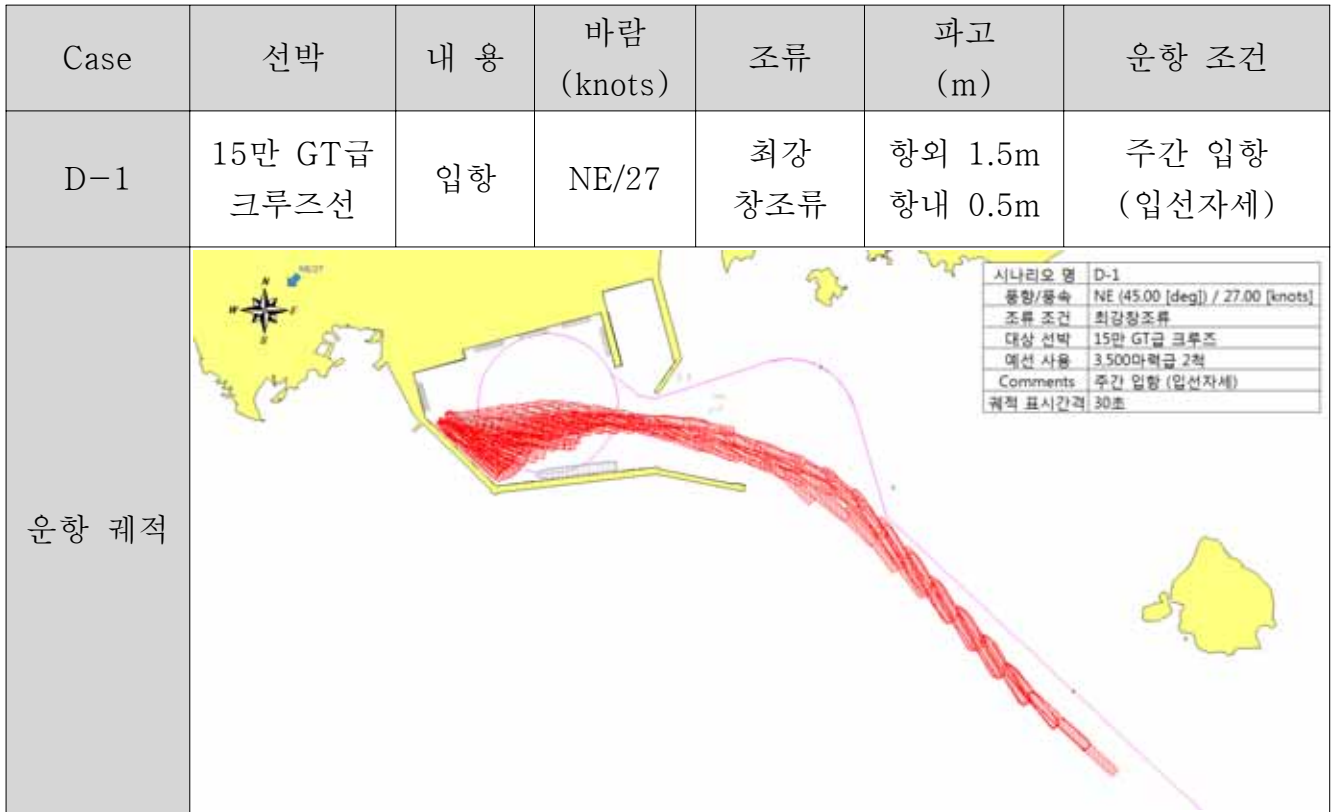 Case 선박 내 용 바람 (knots) 조류 파고 (m) 운항 조건
D-1 15만 GT급 크루즈선 입항 NE/27 최강 창조류 항외 1.5m 항내 0.5m 주간 입항 (입선자세)
운항 궤적
NE/27
N
W E
S
시나리오 명 D-1
풍향/풍속 NE (45.00 [deg]) / 27.00 [knots]
조류 조건 최강창조류
대상 선박 15만 GT급 크루즈
예선 사용 3,500마력급 2척
Comments 주간 입항 (입선자세)
궤적 표시간격 30초